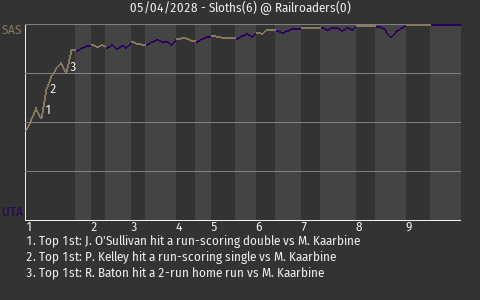 05/04/2028 - Sloths(6) @ Railroaders(0)
SAS
3
2
1
UTA
1 2 3 4 5 6 7 8 9
1. Top 1st: J. O'Sullivan hit a run-scoring double vs M. Kaarbine
2. Top 1st: P. Kelley hit a run-scoring single vs M. Kaarbine
3. Top 1st: R. Baton hit a 2-run home run vs M. Kaarbine